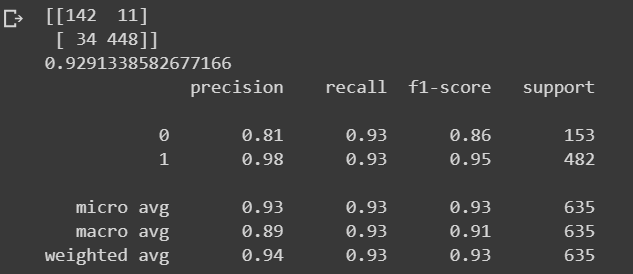 [[142 11]
[ 34 448]]
0.9291338582677166
precision recall f1-score support
0 0.81 0.93 0.86 153
1 0.98 0.93 0.95 482
micro avg 0.93 0.93 0.93 635
macro avg 0.89 0.93 0.91 635
weighted avg 0.94 0.93 0.93 635